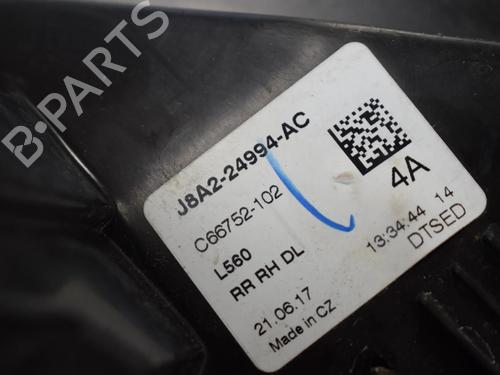 B-PARTS
J8A2-24994-AC
C66752-102
4A
L560
RR RH DL
13:34:44 14
DTSED
21.06.17
Made in CZ